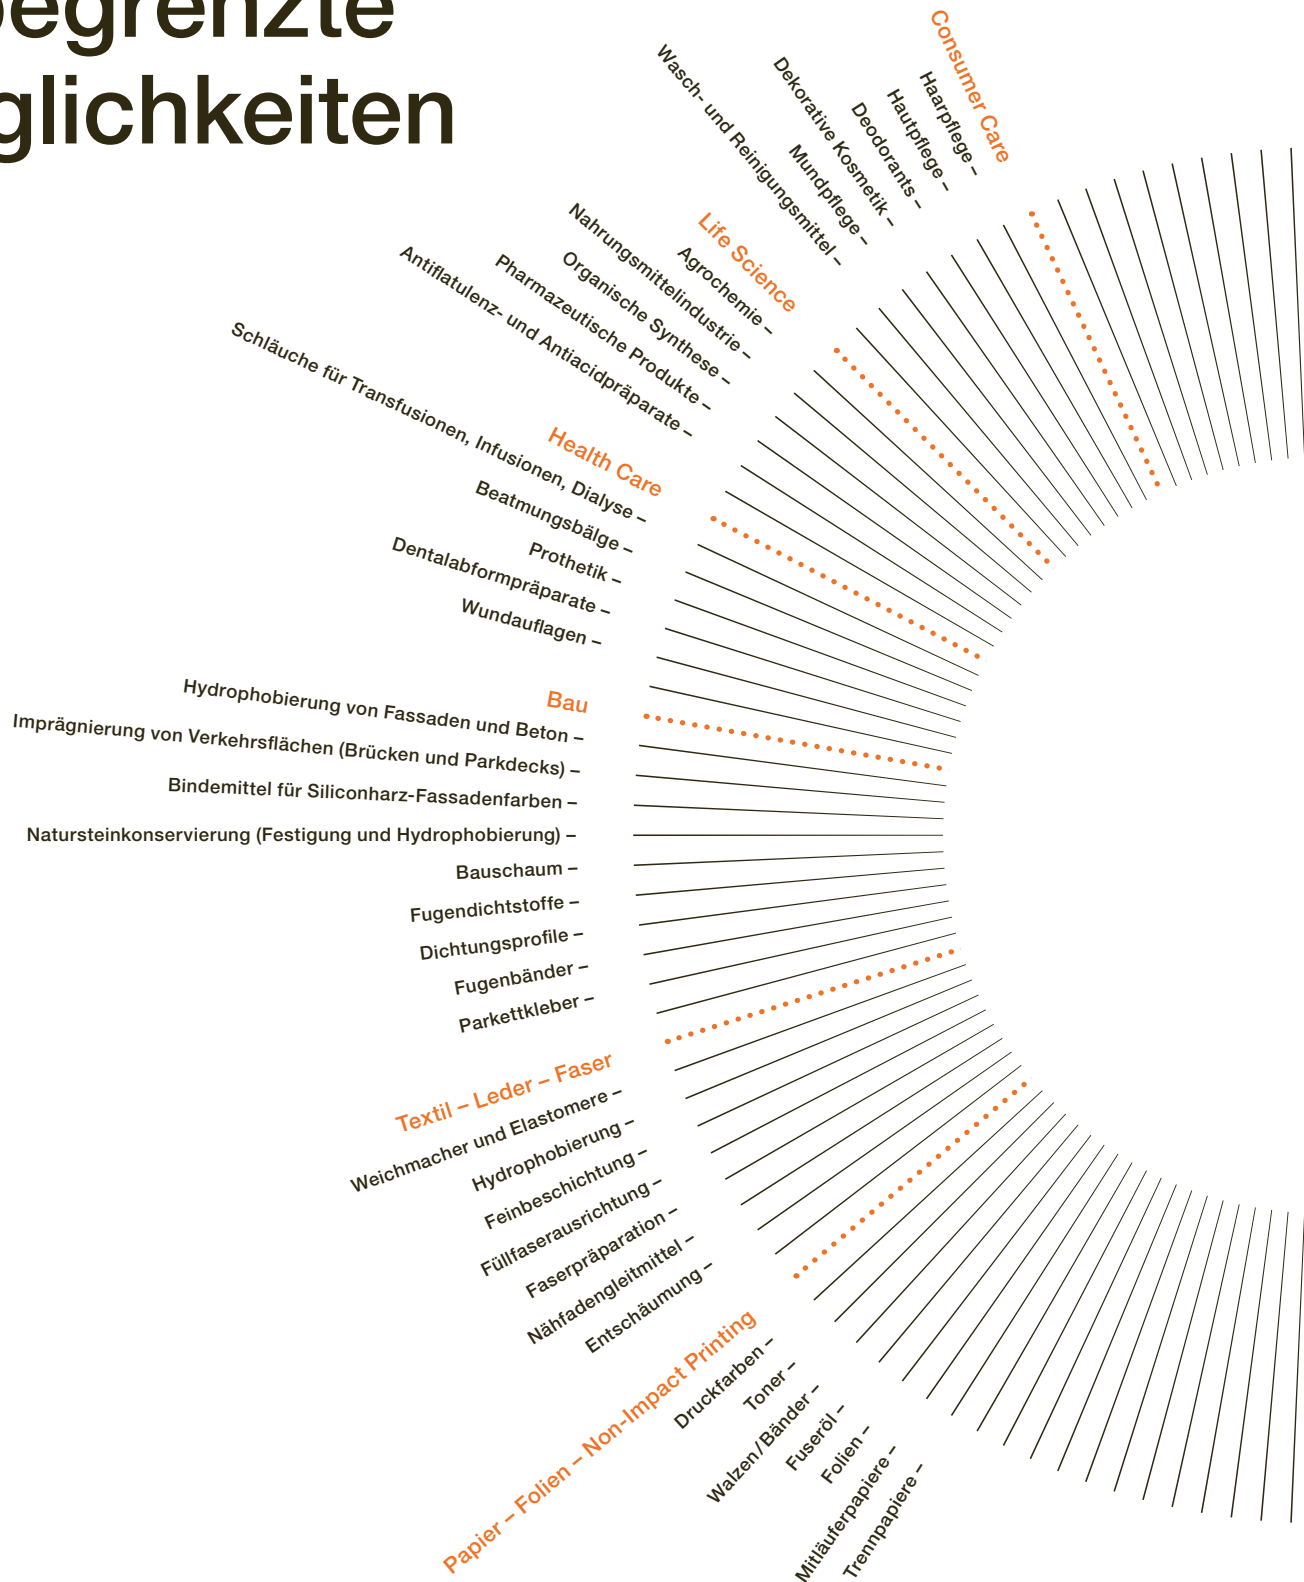 egrenzte
glichkeiten
Consumer Care
Haarpflege –
Hautpflege –
Deodorants –
Dekorative Kosmetik –
Mundpflege –
Wasch- und Reinigungsmittel –
Life Science
Agrochemie –
Nahrungsmittelindustrie –
Organische Synthese –
Pharmazeutische Produkte –
Antiflatulenz- und Antiacidpräparate –
Health Care
Schläuche für Transfusionen, Infusionen, Dialyse –
Beatmungsbälge –
Prothetik –
Dentalabformpräparate –
Wundauflagen –
Bau
Hydrophobierung von Fassaden und Beton –
Imprägnierung von Verkehrsflächen (Brücken und Parkdecks) –
Bindemittel für Siliconharz-Fassadenfarben –
Natursteinkonservierung (Festigung und Hydrophobierung) –
Bauschaum –
Fugendichtstoffe –
Dichtungsprofile –
Fugenbänder –
Parkettkleber –
Textil – Leder – Faser
Weichmacher und Elastomere –
Hydrophobierung –
Feinbeschichtung –
Füllfaserausrichtung –
Faserpräparation –
Nähfadengleitmittel –
Entschäumung –
Papier – Folien – Non-Impact Printing
Druckfarben –
Toner –
Walzen / Bänder –
Fuseröl –
Folien –
Mitläuferpapiere –
Trennpapiere –